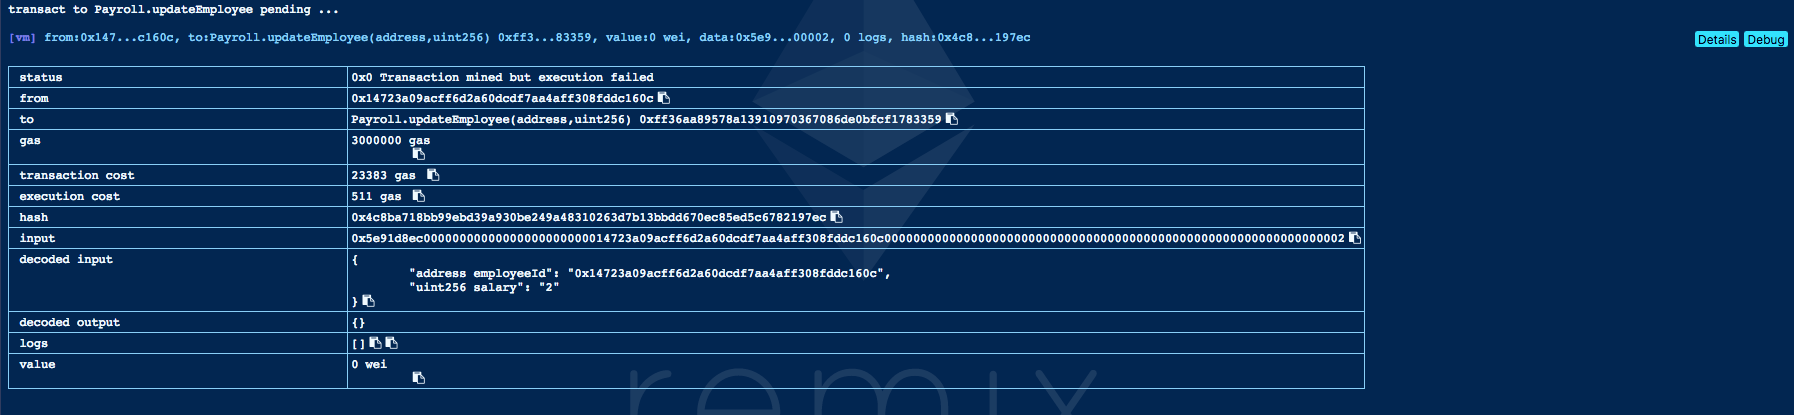 transact to Payroll.updateEmployee pending ...
[vm] from:0x147...c160c, to:Payroll.updateEmployee(address,uint256) 0xff3...83359, value:0 wei, data:0x5e9...00002, 0 logs, hash:0x4c8...197ec
Details Debug
status 0x0 Transaction mined but execution failed
from 0x14723a09acff6d2a60dcdf7aa4aff308fddc160c
to Payroll.updateEmployee(address,uint256) 0xff36aa89578a13910970367086de0bfcf1783359
gas 3000000 gas
transaction cost 23383 gas
execution cost 511 gas
hash 0x4c8ba718bb99ebd39a930be249a48310263d7b13bbdd670ec85ed5c6782197ec
input 0x5e91d8ec00000000000000000000000014723a09acff6d2a60dcdf7aa4aff308fddc160c0000000000000000000000000000000000000000000000000000000000000002
decoded input {
"address employeeId": "0x14723a09acff6d2a60dcdf7aa4aff308fddc160c",
"uint256 salary": "2"
}
decoded output {}
logs []
value 0 wei
remix